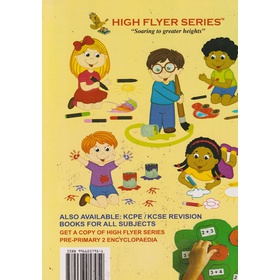 HIGH FLYER SERIES™
"Soaring to greater heights"
ALSO AVAILABLE: KCPE / KCSE REVISION
BOOKS FOR ALL SUBJECTS
GET A COPY OF HIGH FLYER SERIES
PRE-PRIMARY 2 ENCYCLOPAEDIA